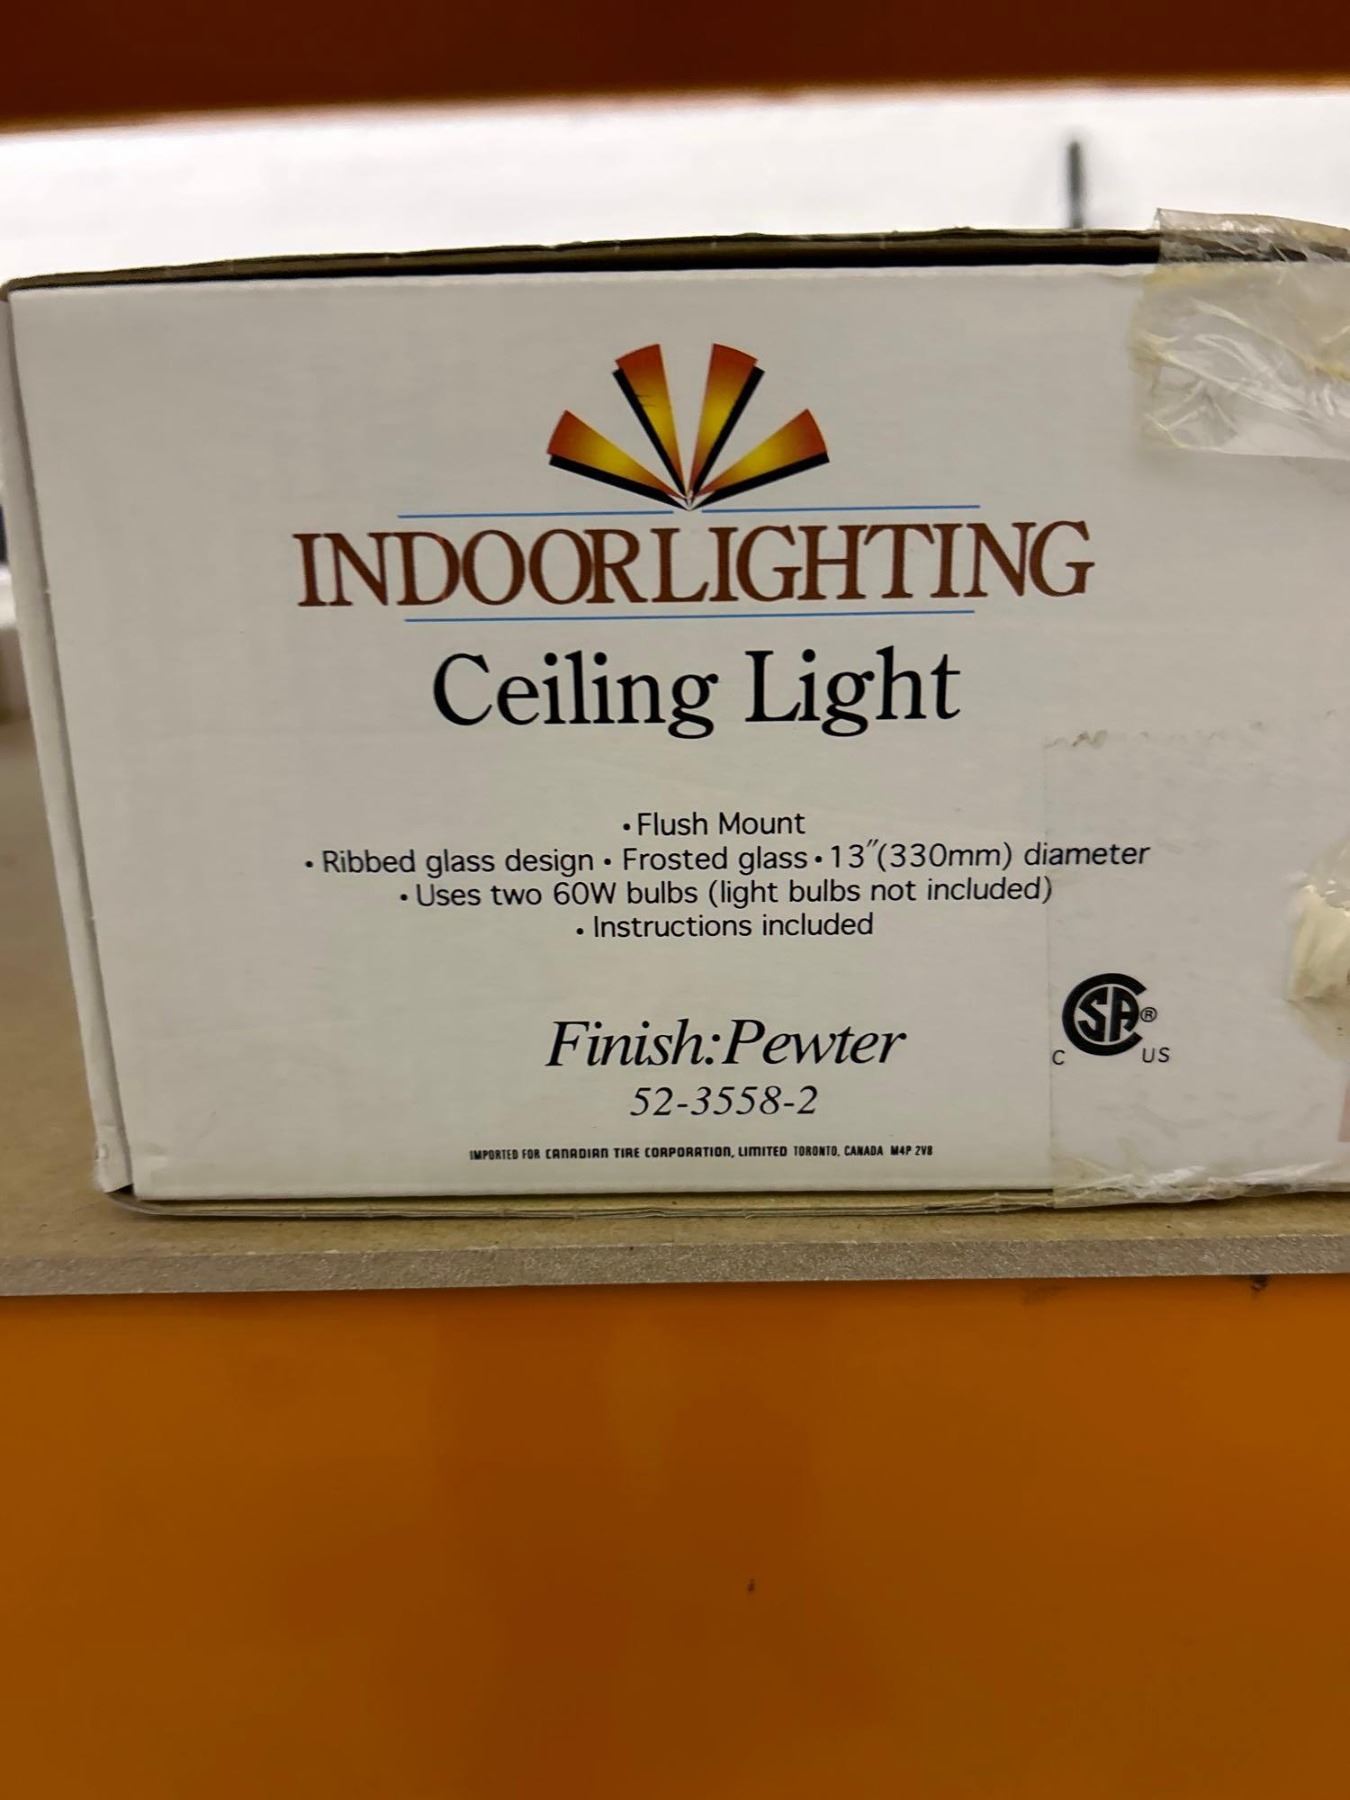 INDOORLIGHTING
Ceiling Light
• Flush Mount
• Ribbed glass design • Frosted glass • 13″(330mm) diameter
• Uses two 60W bulbs (light bulbs not included)
• Instructions included
CSA®
C US
Finish:Pewter
52-3558-2
IMPORTED FOR CANADIAN TIRE CORPORATION, LIMITED TORONTO, CANADA M4P 2V8